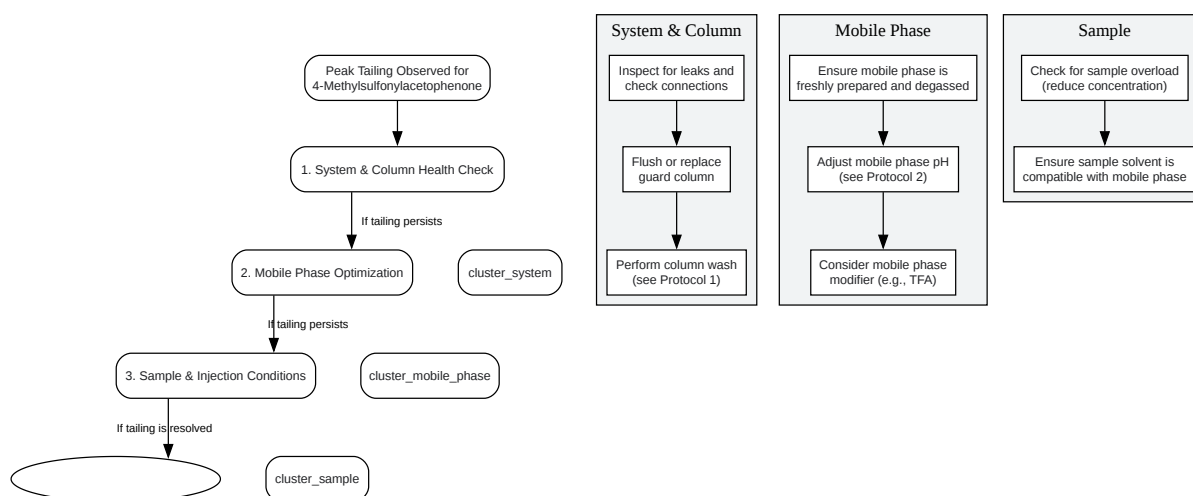 Peak Tailing Observed for
4-Methylsulfonylacetophenone
1. System & Column Health Check
If tailing persists
2. Mobile Phase Optimization
cluster_system
If tailing persists
3. Sample & Injection Conditions
cluster_mobile_phase
If tailing is resolved
cluster_sample
System & Column
Inspect for leaks and
check connections
Flush or replace
guard column
Perform column wash
(see Protocol 1)
Mobile Phase
Ensure mobile phase is
freshly prepared and degassed
Adjust mobile phase pH
(see Protocol 2)
Consider mobile phase
modifier (e.g., TFA)
Sample
Check for sample overload
(reduce concentration)
Ensure sample solvent is
compatible with mobile phase